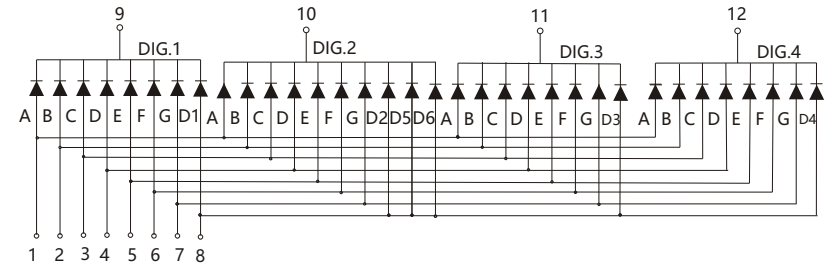 9 10 11 12
DIG.1 DIG.2 DIG.3 DIG.4
A B C D E F G D1 A B C D E F G D2 D5 D6 A B C D E F G D3 A B C D E F G D4
1 2 3 4 5 6 7 8